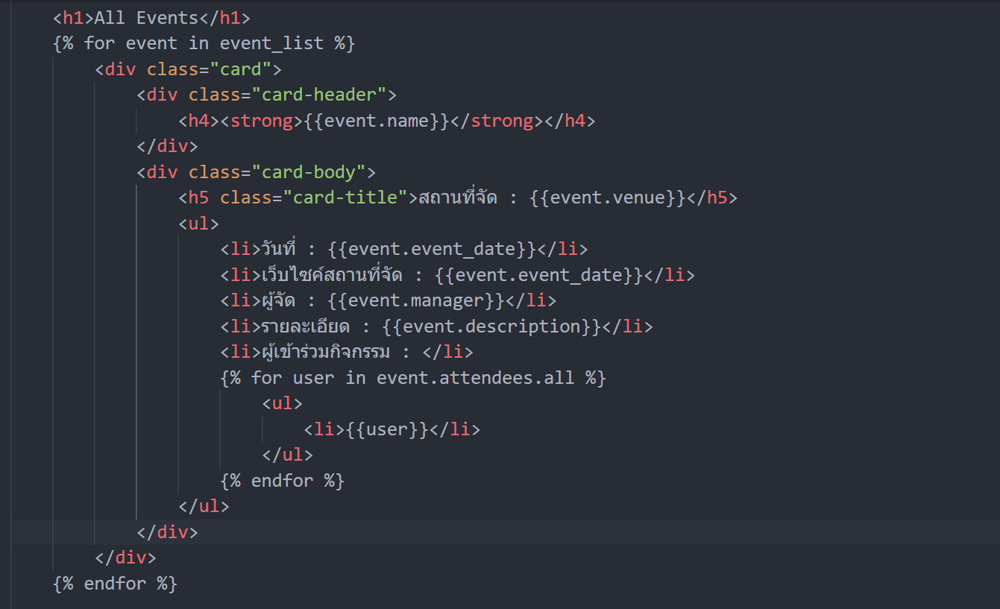 <h1>All Events</h1>
{% for event in event_list %}
<div class="card">
<div class="card-header">
<h4><strong>{{event.name}}</strong></h4>
</div>
<div class="card-body">
<h5 class="card-title">สถานที่จัด : {{event.venue}}</h5>
<ul>
<li>วันที่ : {{event.event_date}}</li>
<li>เว็บไซค์สถานที่จัด : {{event.event_date}}</li>
<li>ผู้จัด : {{event.manager}}</li>
<li>รายละเอียด : {{event.description}}</li>
<li>ผู้เข้าร่วมกิจกรรม : </li>
{% for user in event.attendees.all %}
<ul>
<li>{{user}}</li>
</ul>
{% endfor %}
</ul>
</div>
</div>
{% endfor %}